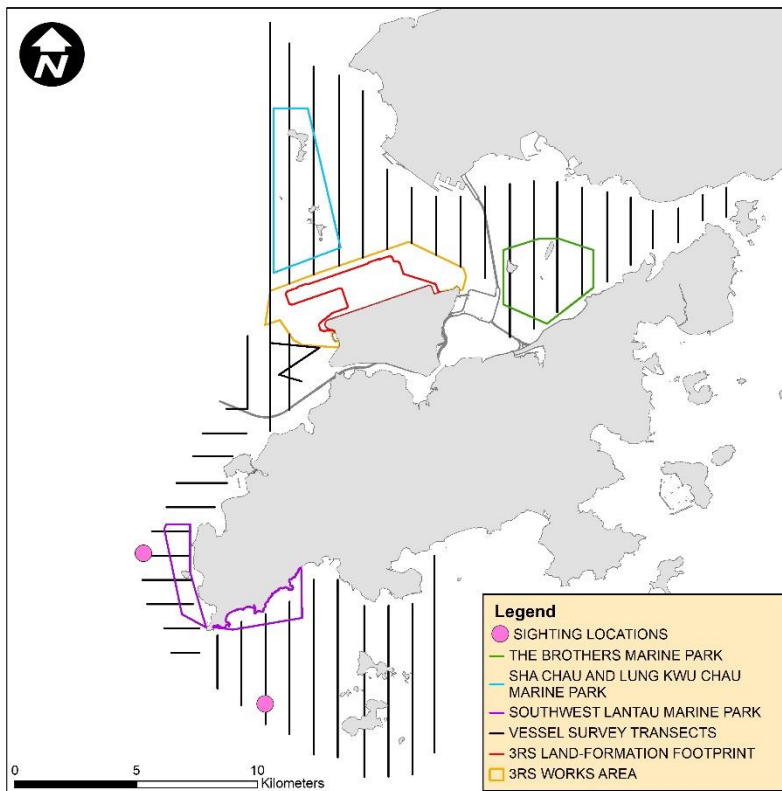 N
Legend
SIGHTING LOCATIONS
THE BROTHERS MARINE PARK
SHA CHAU AND LUNG KWU CHAU
MARINE PARK
SOUTHWEST LANTAU MARINE PARK
VESSEL SURVEY TRANSECTS
3RS LAND-FORMATION FOOTPRINT
3RS WORKS AREA
0 5 10
Kilometers